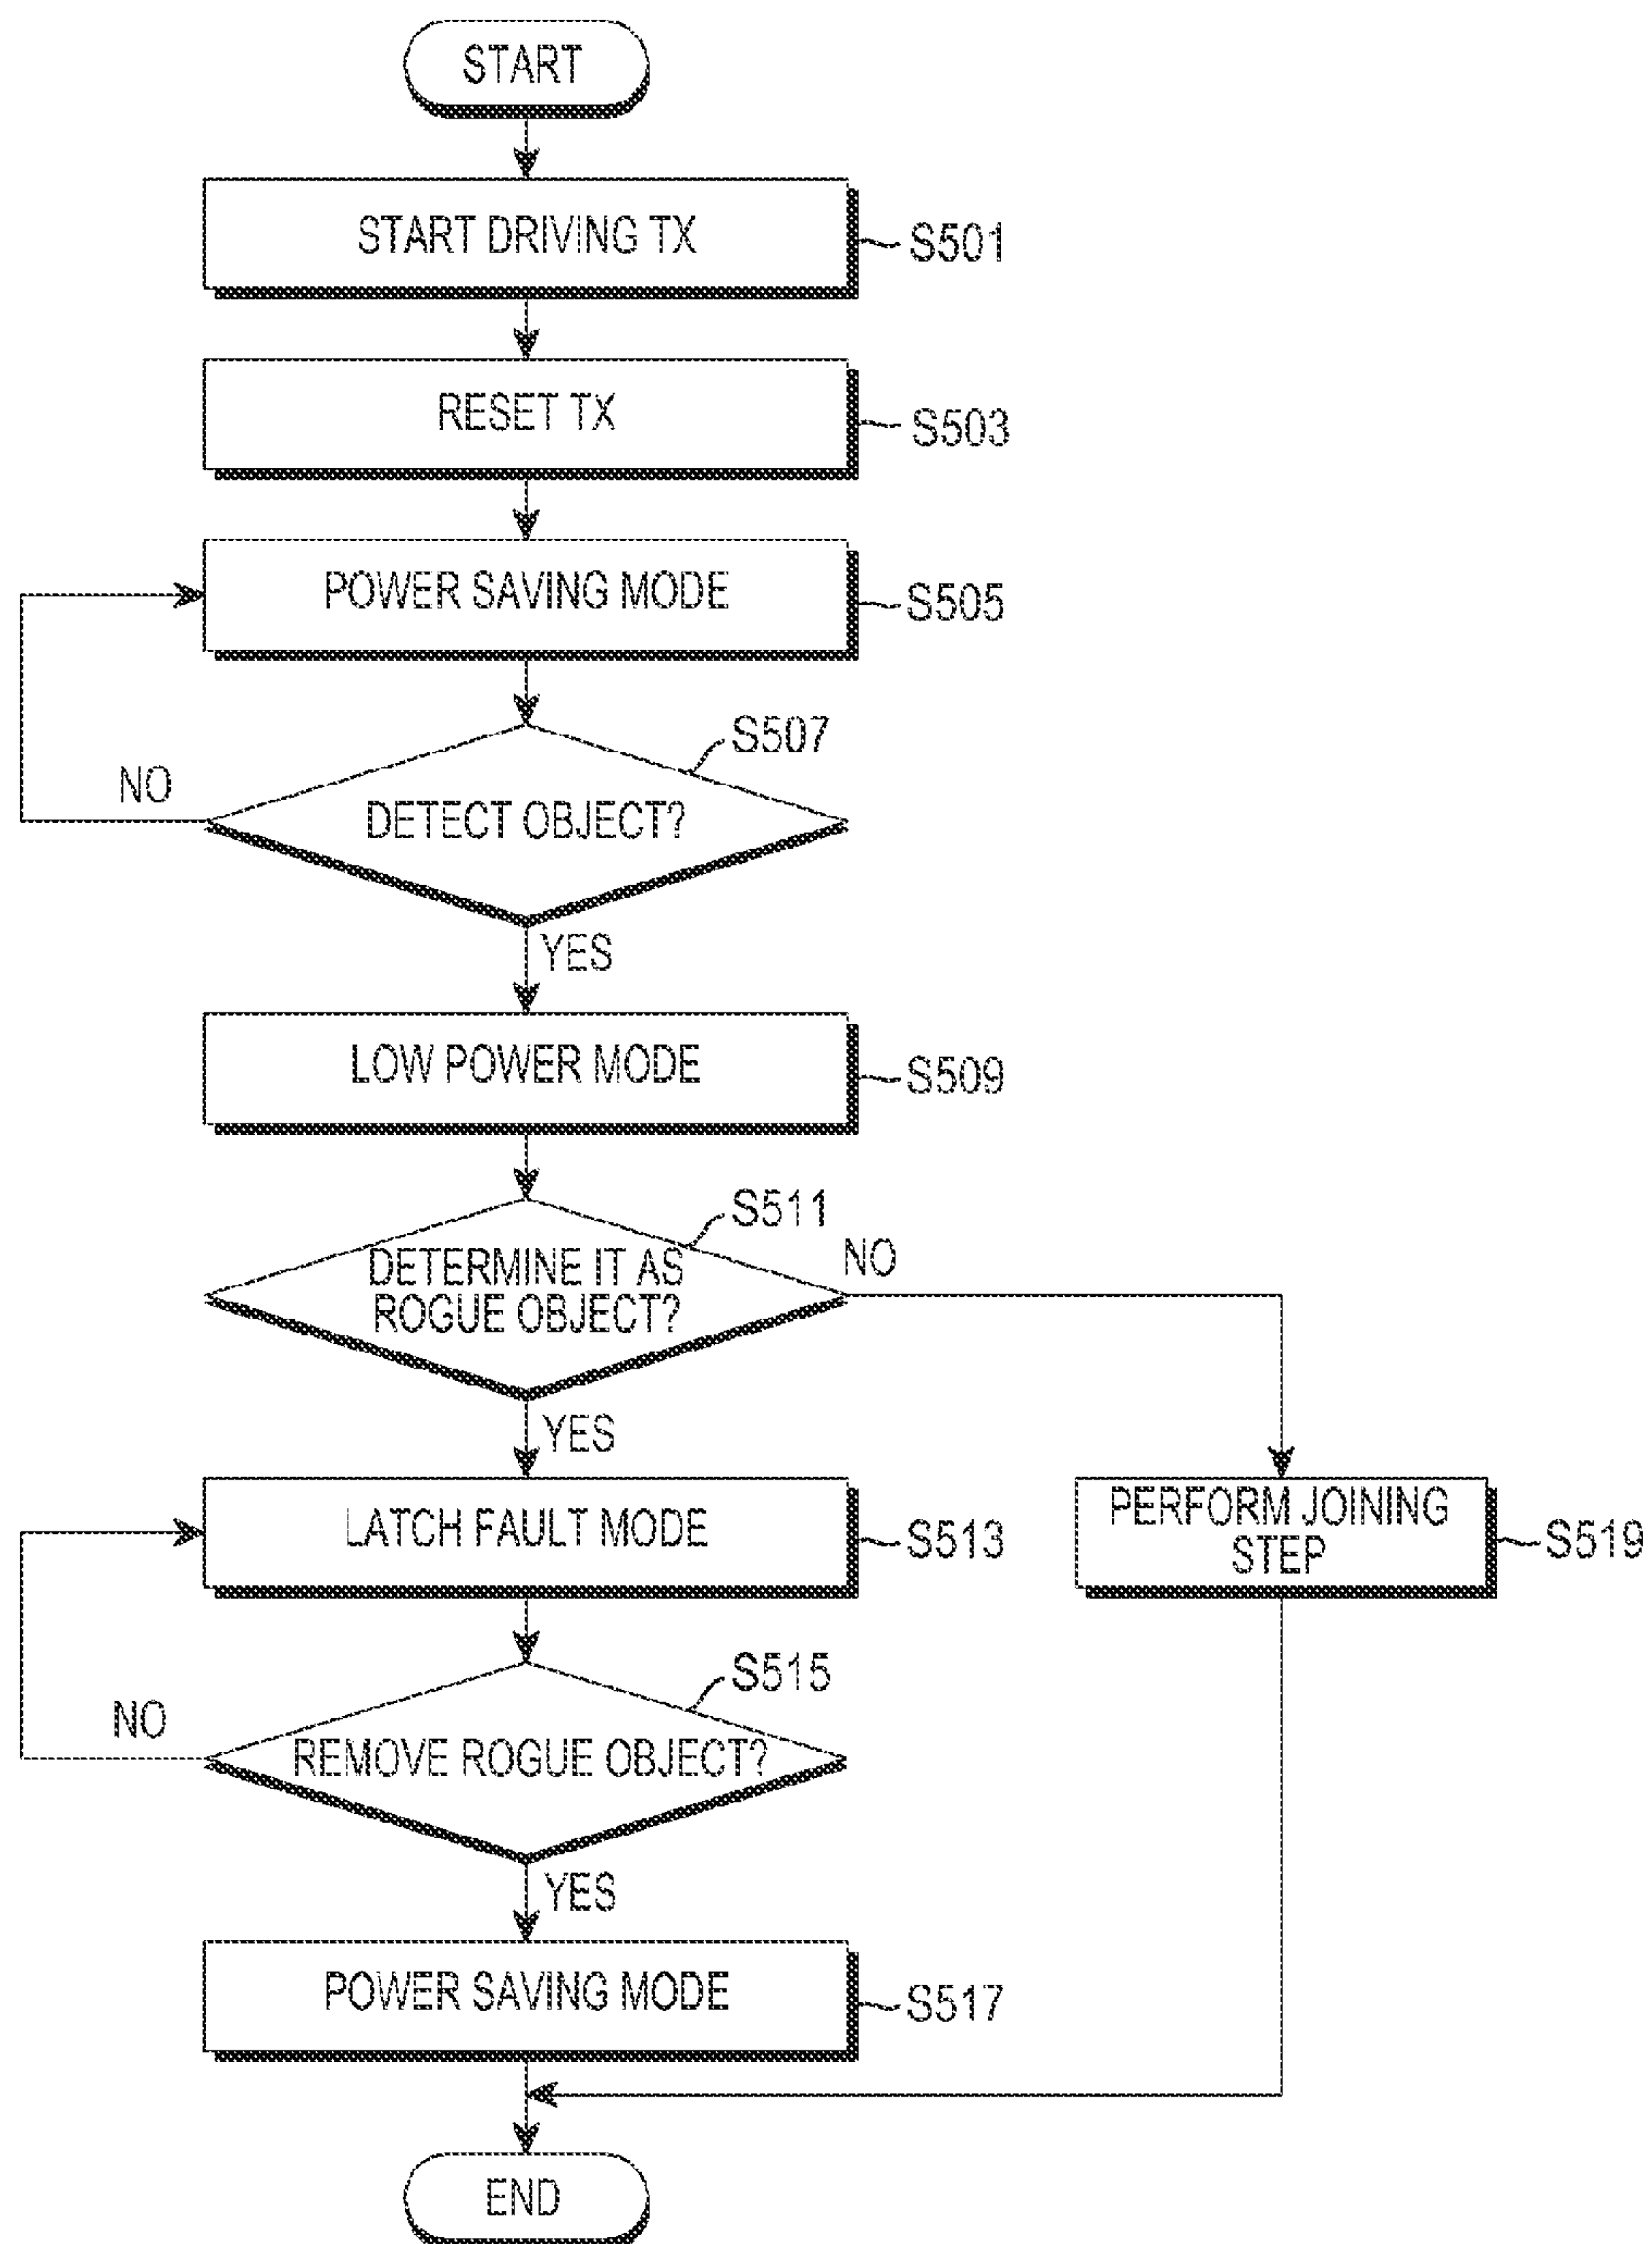 START
START DRIVING TX
S501
RESET TX
S503
POWER SAVING MODE
S505
S507
NO
DETECT OBJECT?
YES
LOW POWER MODE
S509
S511
DETERMINE IT AS
ROGUE OBJECT?
NO
YES
LATCH FAULT MODE
S513
PERFORM JOINING
STEP
S519
S515
NO
REMOVE ROGUE OBJECT?
YES
POWER SAVING MODE
S517
END